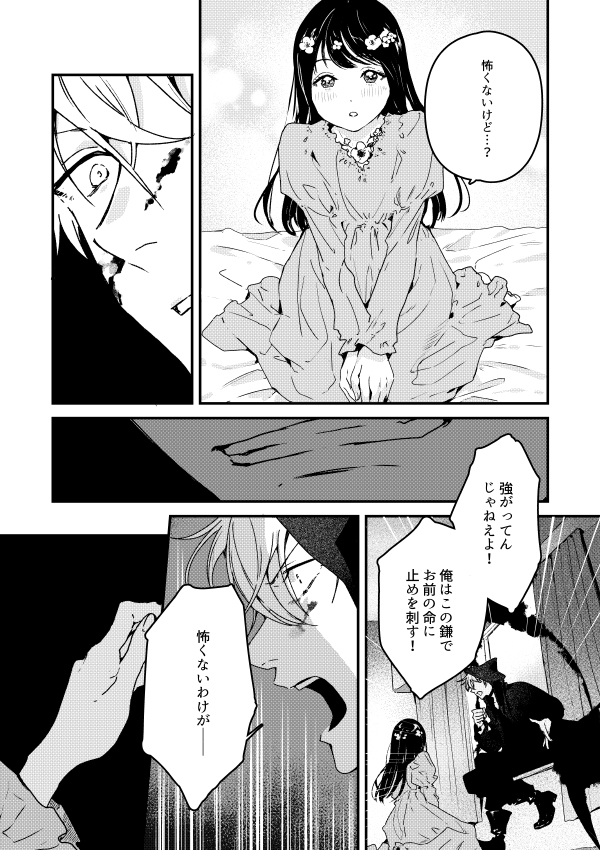 怖くないけど…？
強がってん
じゃねえよ！
俺はこの鎌で
お前の命に
止めを刺す！
怖くないわけが
――